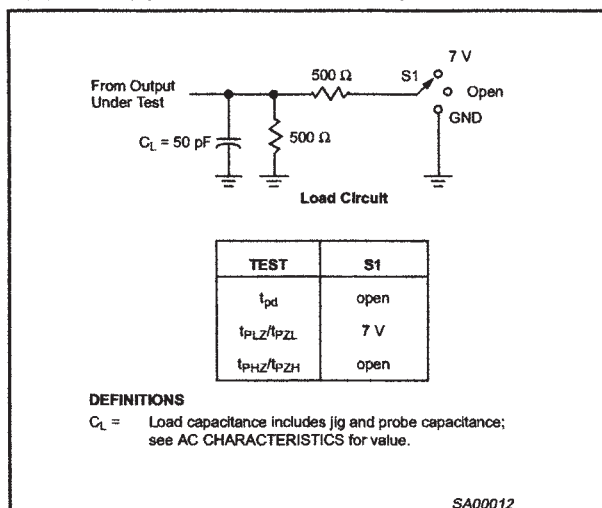 7 V
500 Ω
S1
From Output
Under Test
Open
GND
C_L = 50 pF
500 Ω
Load Circuit
TEST S1
t_pd open
t_PLZ/t_PZL 7 V
t_PHZ/t_PZH open
DEFINITIONS
C_L = Load capacitance includes jig and probe capacitance;
see AC CHARACTERISTICS for value.
SA00012